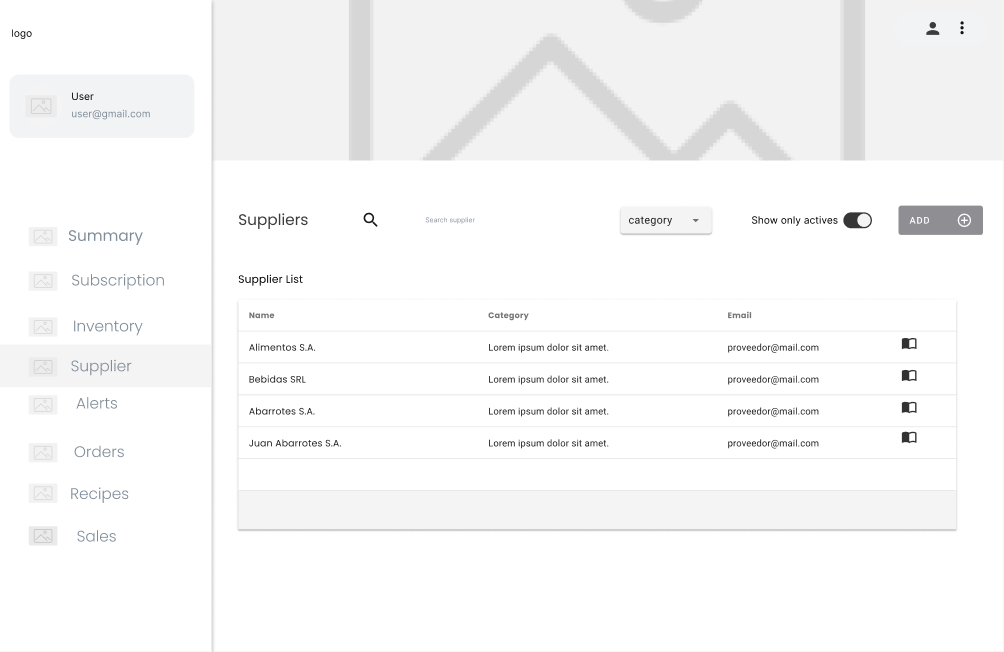 logo
User
user@gmail.com
Summary
Subscription
Inventory
Supplier
Alerts
Orders
Recipes
Sales
Suppliers
Search supplier
category
Show only actives
ADD
Supplier List
Name Category Email
Alimentos S.A. Lorem ipsum dolor sit amet. proveedor@mail.com
Bebidas SRL Lorem ipsum dolor sit amet. proveedor@mail.com
Abarrotes S.A. Lorem ipsum dolor sit amet. proveedor@mail.com
Juan Abarrotes S.A. Lorem ipsum dolor sit amet. proveedor@mail.com